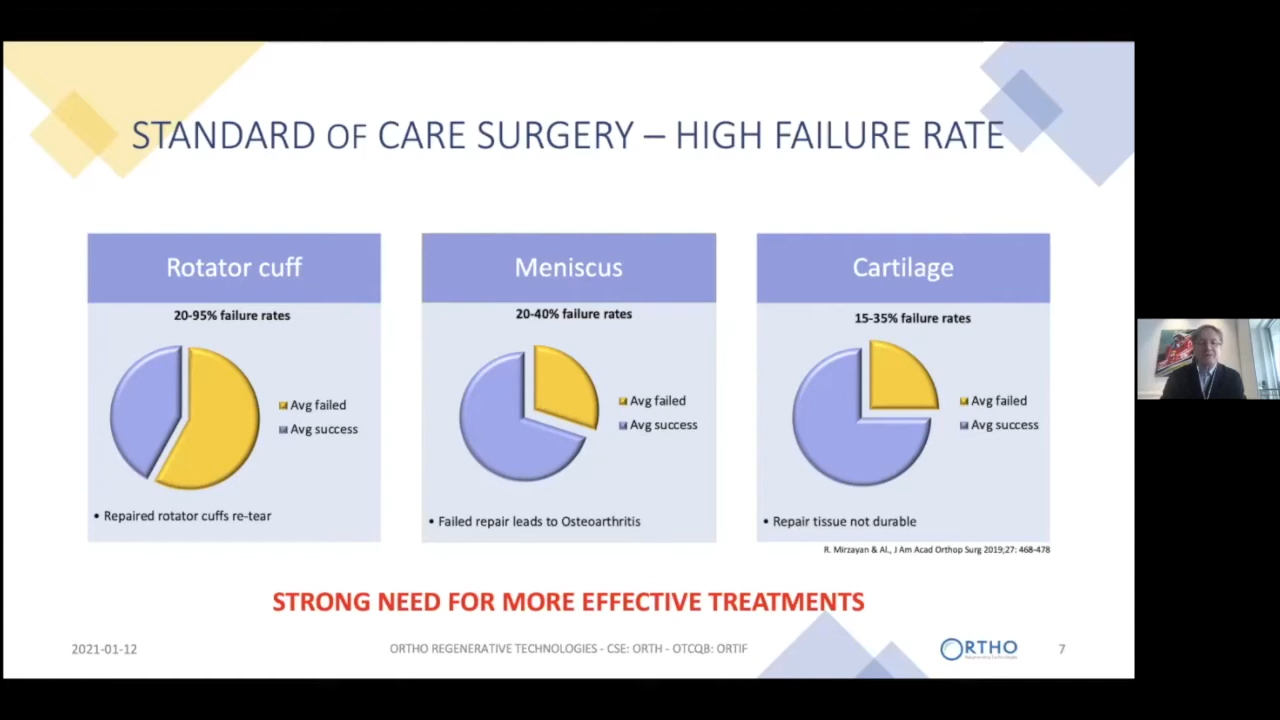 STANDARD OF CARE SURGERY – HIGH FAILURE RATE
Rotator cuff
20-95% failure rates
Avg failed
Avg success
• Repaired rotator cuffs re-tear
Meniscus
20-40% failure rates
Avg failed
Avg success
• Failed repair leads to Osteoarthritis
Cartilage
15-35% failure rates
Avg failed
Avg success
• Repair tissue not durable
R. Mirzayan & Al., J Am Acad Orthop Surg 2019;27: 468-478
STRONG NEED FOR MORE EFFECTIVE TREATMENTS
2021-01-12
ORTHO REGENERATIVE TECHNOLOGIES - CSE: ORTH - OTCQB: ORTIF
ORTHO
Regenerative Technologies
7